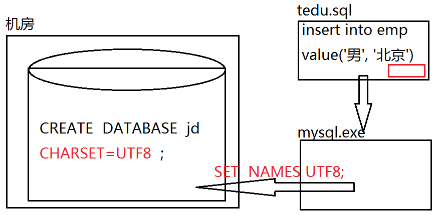 机房
CREATE DATABASE jd
CHARSET=UTF8 ;
tedu.sql
insert into emp
value('男', '北京')
mysql.exe
SET NAMES UTF8;